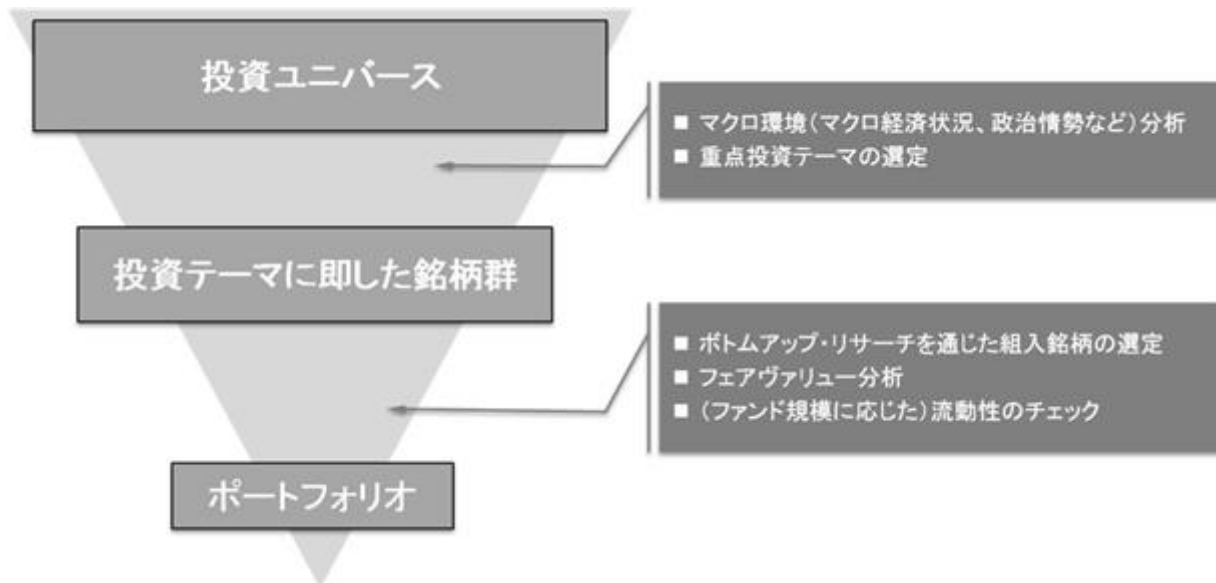 投資ユニバース
■ マクロ環境(マクロ経済状況、政治情勢など)分析
■ 重点投資テーマの選定
投資テーマに即した銘柄群
■ ボトムアップ・リサーチを通じた組入銘柄の選定
■ フェアヴァリュー分析
■ (ファンド規模に応じた)流動性のチェック
ポートフォリオ